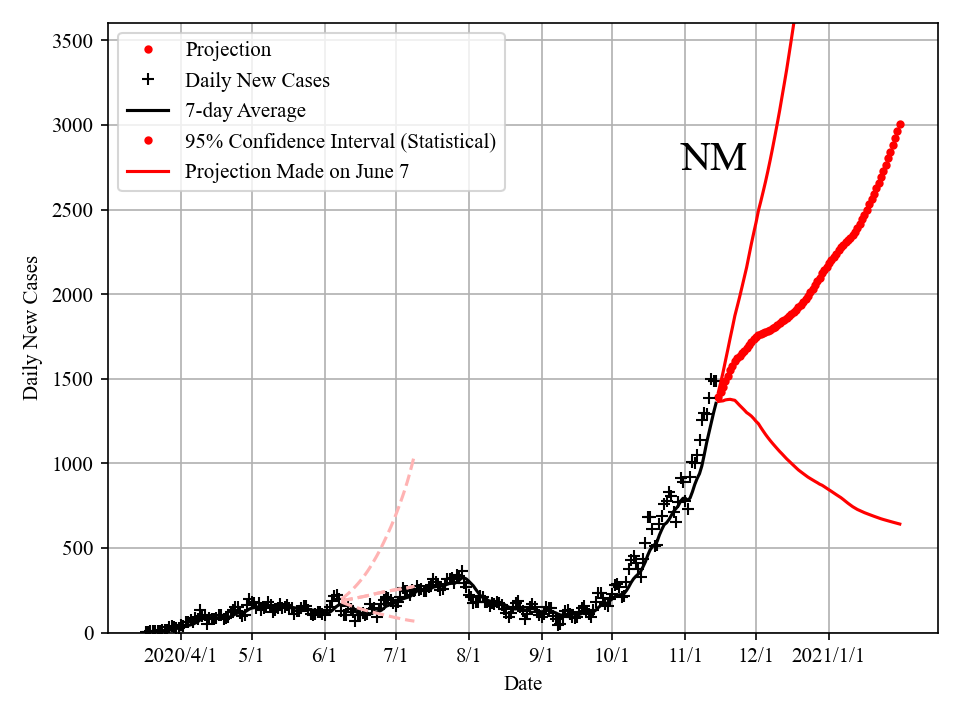 Projection
Daily New Cases
7-day Average
95% Confidence Interval (Statistical)
Projection Made on June 7
NM
3500
3000
2500
2000
1500
1000
500
0
Daily New Cases
2020/4/1 5/1 6/1 7/1 8/1 9/1 10/1 11/1 12/1 2021/1/1
Date